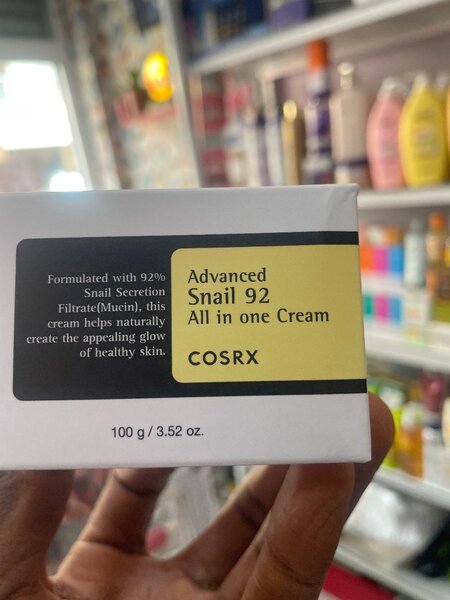 Formulated with 92%
Snail Secretion
Filtrate(Mucin), this
cream helps naturally
create the appealing glow
of healthy skin.
Advanced
Snail 92
All in one Cream
COSRX
100 g / 3.52 oz.